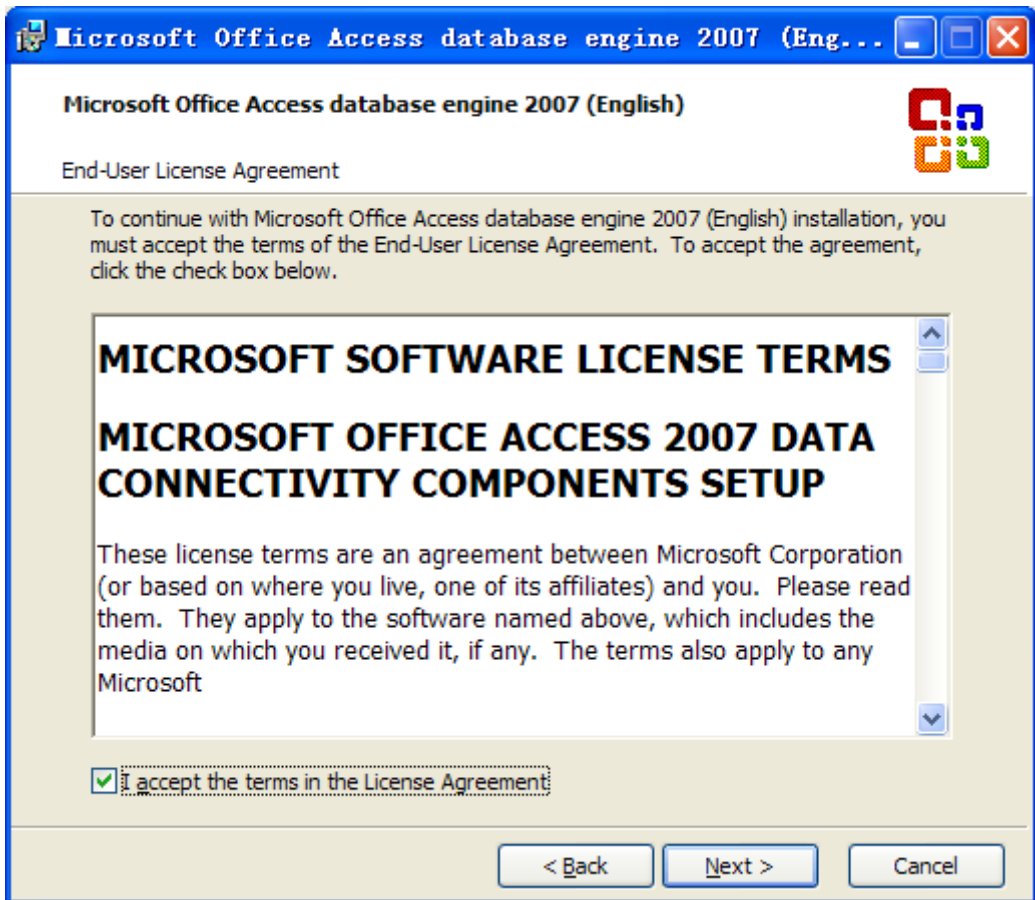 Microsoft Office Access database engine 2007 (Eng...
Microsoft Office Access database engine 2007 (English)
End-User License Agreement
To continue with Microsoft Office Access database engine 2007 (English) installation, you
must accept the terms of the End-User License Agreement.  To accept the agreement,
click the check box below.
MICROSOFT SOFTWARE LICENSE TERMS
MICROSOFT OFFICE ACCESS 2007 DATA
CONNECTIVITY COMPONENTS SETUP
These license terms are an agreement between Microsoft Corporation
(or based on where you live, one of its affiliates) and you.  Please read
them.  They apply to the software named above, which includes the
media on which you received it, if any.  The terms also apply to any
Microsoft
I accept the terms in the License Agreement
< Back
Next >
Cancel